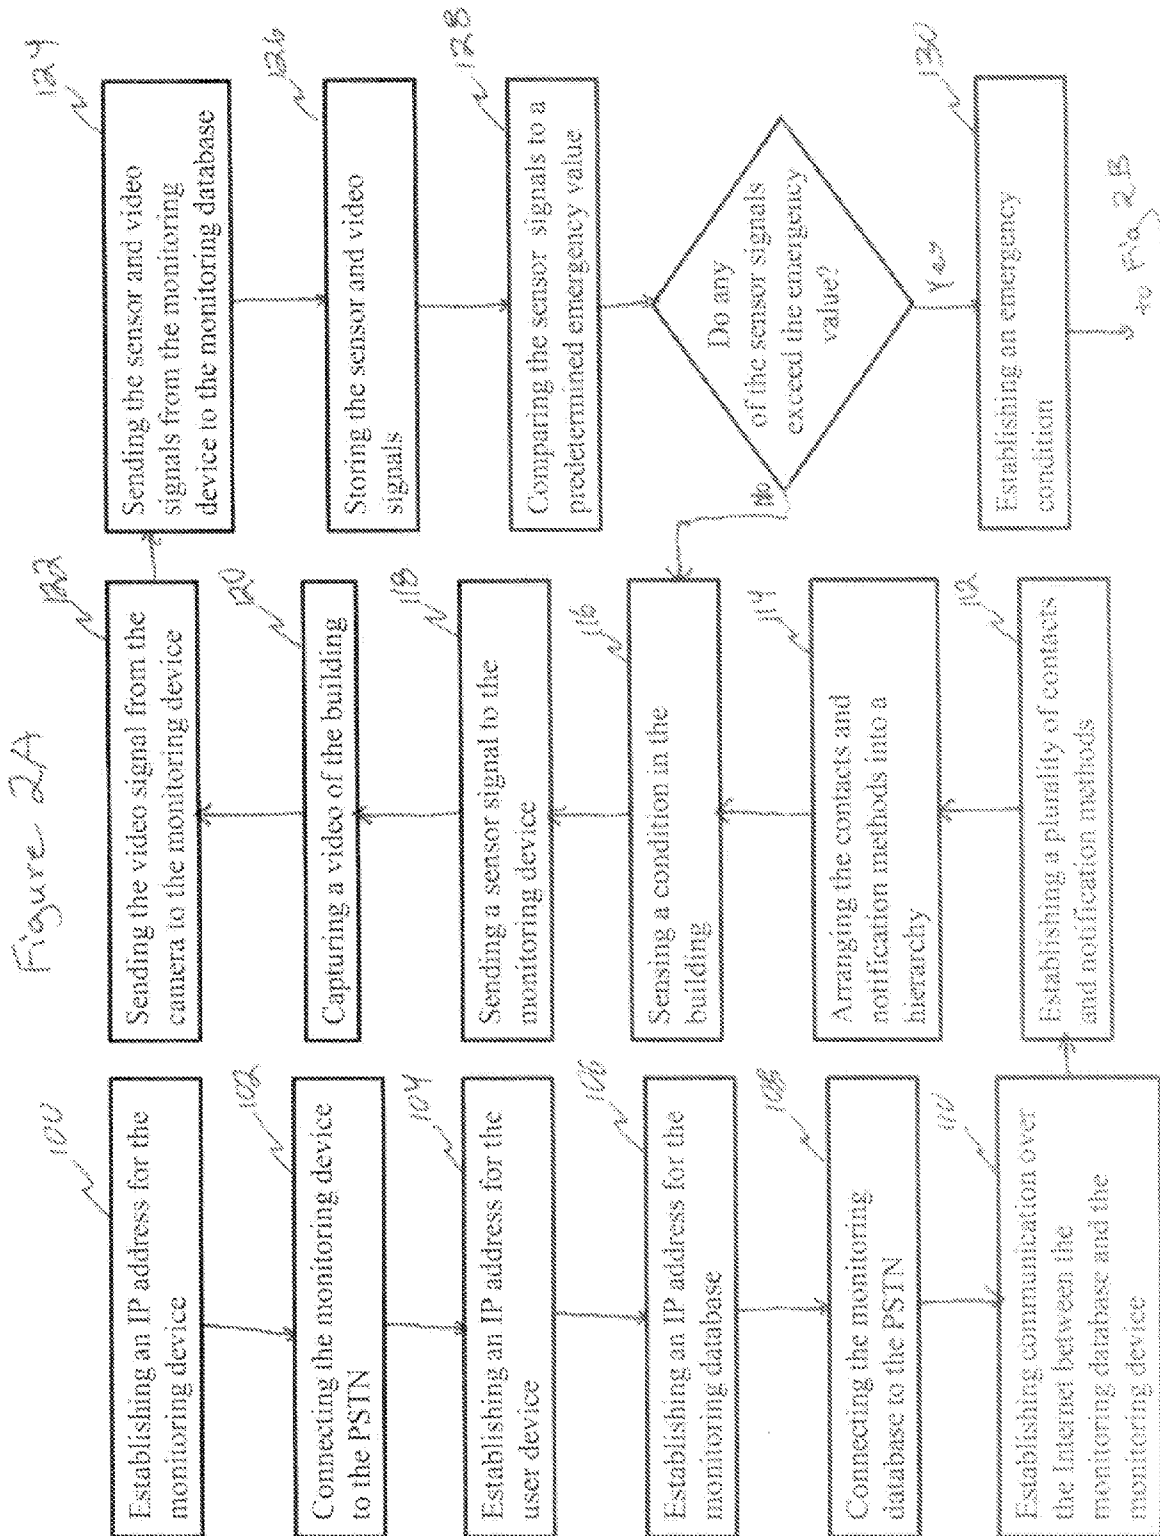 Figure 2A
100
Establishing an IP address for the
monitoring device
102
Connecting the monitoring device
to the PSTN
104
Establishing an IP address for the
user device
106
Establishing an IP address for the
monitoring database
108
Connecting the monitoring
database to the PSTN
110
Establishing communication over
the Internet between the
monitoring database and the
monitoring device
112
Establishing a plurality of contacts
and notification methods
114
Arranging the contacts and
notification methods into a
hierarchy
116
Sensing a condition in the
building
118
Sending a sensor signal to the
monitoring device
120
Capturing a video of the building
122
Sending the video signal from the
camera to the monitoring device
124
Sending the sensor and video
signals from the monitoring
device to the monitoring database
126
Storing the sensor and video
signals
128
Comparing the sensor signals to a
predetermined emergency value
Do any
of the sensor signals
exceed the emergency
value?
No
Yes
130
Establishing an emergency
condition
to Fig 2B